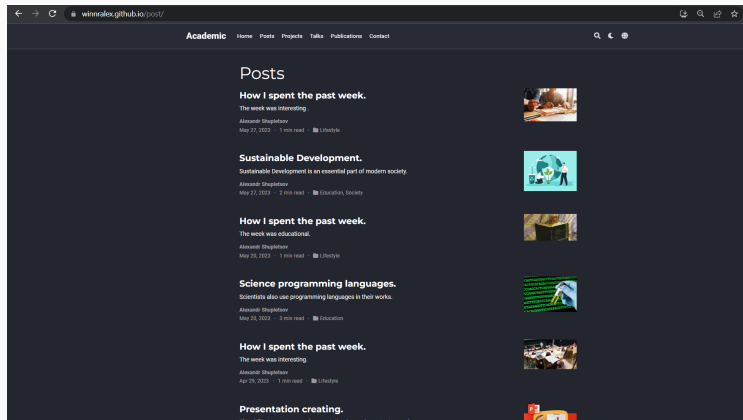 winnralex.github.io/post/
Academic Home Posts Projects Talks Publications Contact
Posts
How I spent the past week.
The week was interesting .
Alexandr Shupletsov
May 27, 2023 · 1 min read · Lifestyle
Sustainable Development.
Sustainable Development is an essential part of modern society.
Alexandr Shupletsov
May 27, 2023 · 2 min read · Education, Society
How I spent the past week.
The week was educational.
Alexandr Shupletsov
May 20, 2023 · 1 min read · Lifestyle
Science programming languages.
Scientists also use programming languages in their works.
Alexandr Shupletsov
May 20, 2023 · 3 min read · Education
How I spent the past week.
The week was interesting.
Alexandr Shupletsov
Apr 29, 2023 · 1 min read · Lifestyle
Presentation creating.